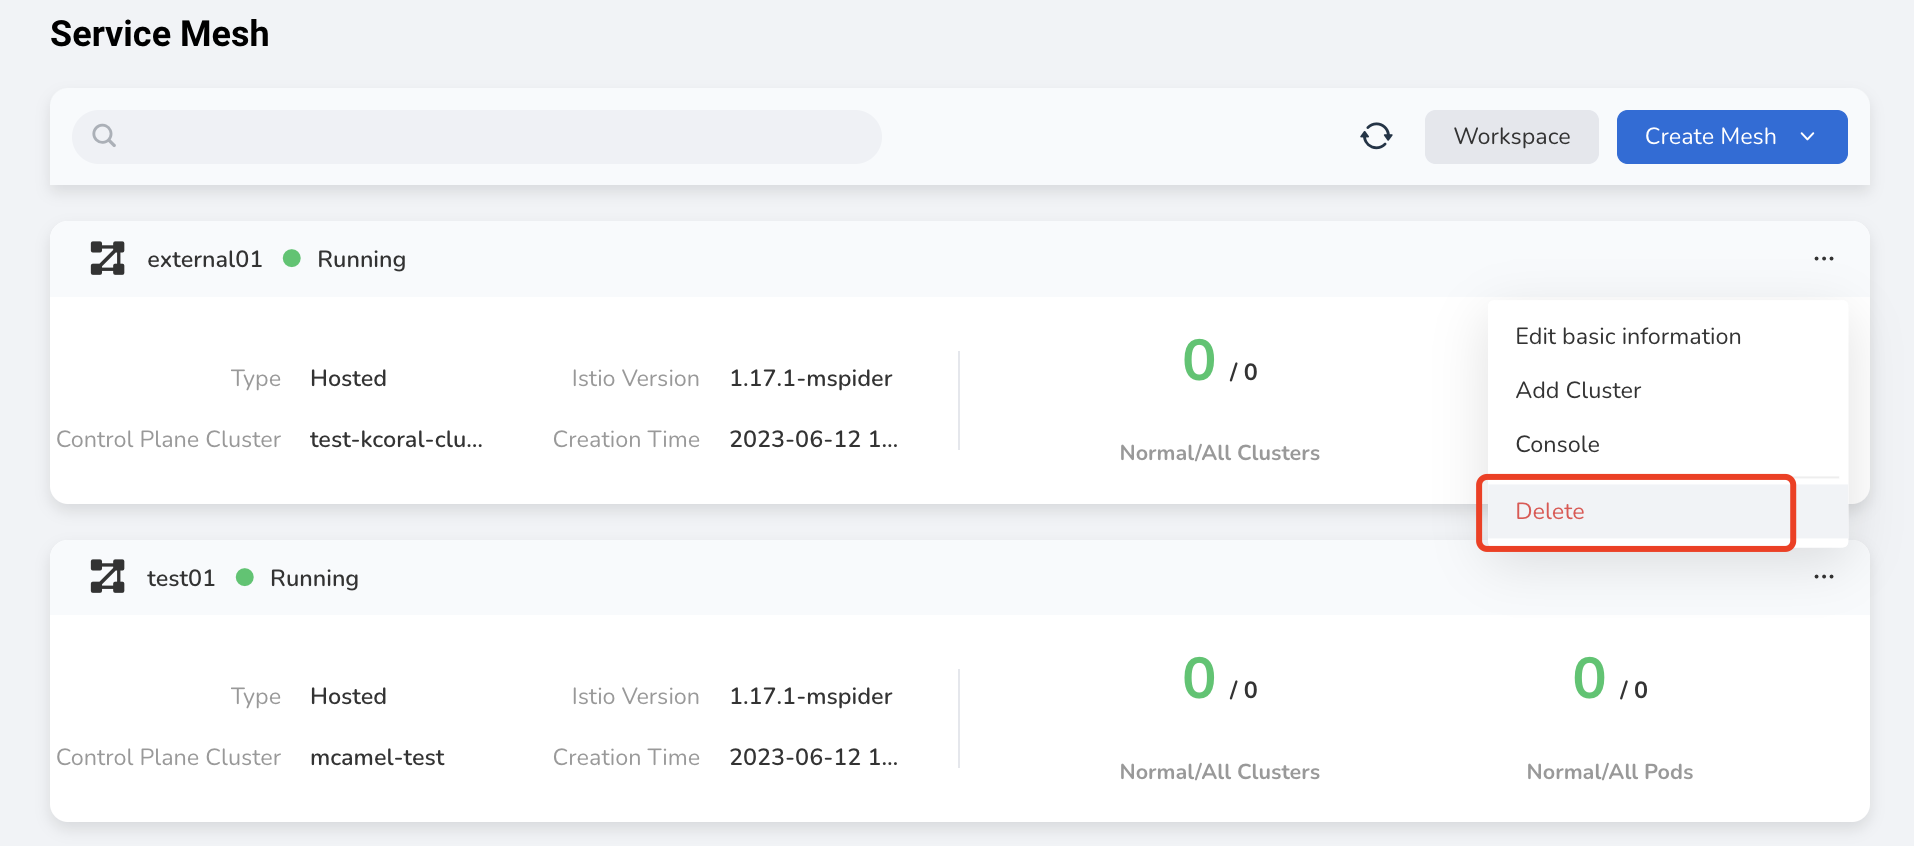 Service Mesh
Workspace
Create Mesh
external01 Running
...
Type Hosted Istio Version 1.17.1-mspider
Control Plane Cluster test-kcoral-clu... Creation Time 2023-06-12 1...
0 / 0
Normal/All Clusters
Edit basic information
Add Cluster
Console
Delete
test01 Running
...
Type Hosted Istio Version 1.17.1-mspider
Control Plane Cluster mcamel-test Creation Time 2023-06-12 1...
0 / 0
Normal/All Clusters
0 / 0
Normal/All Pods